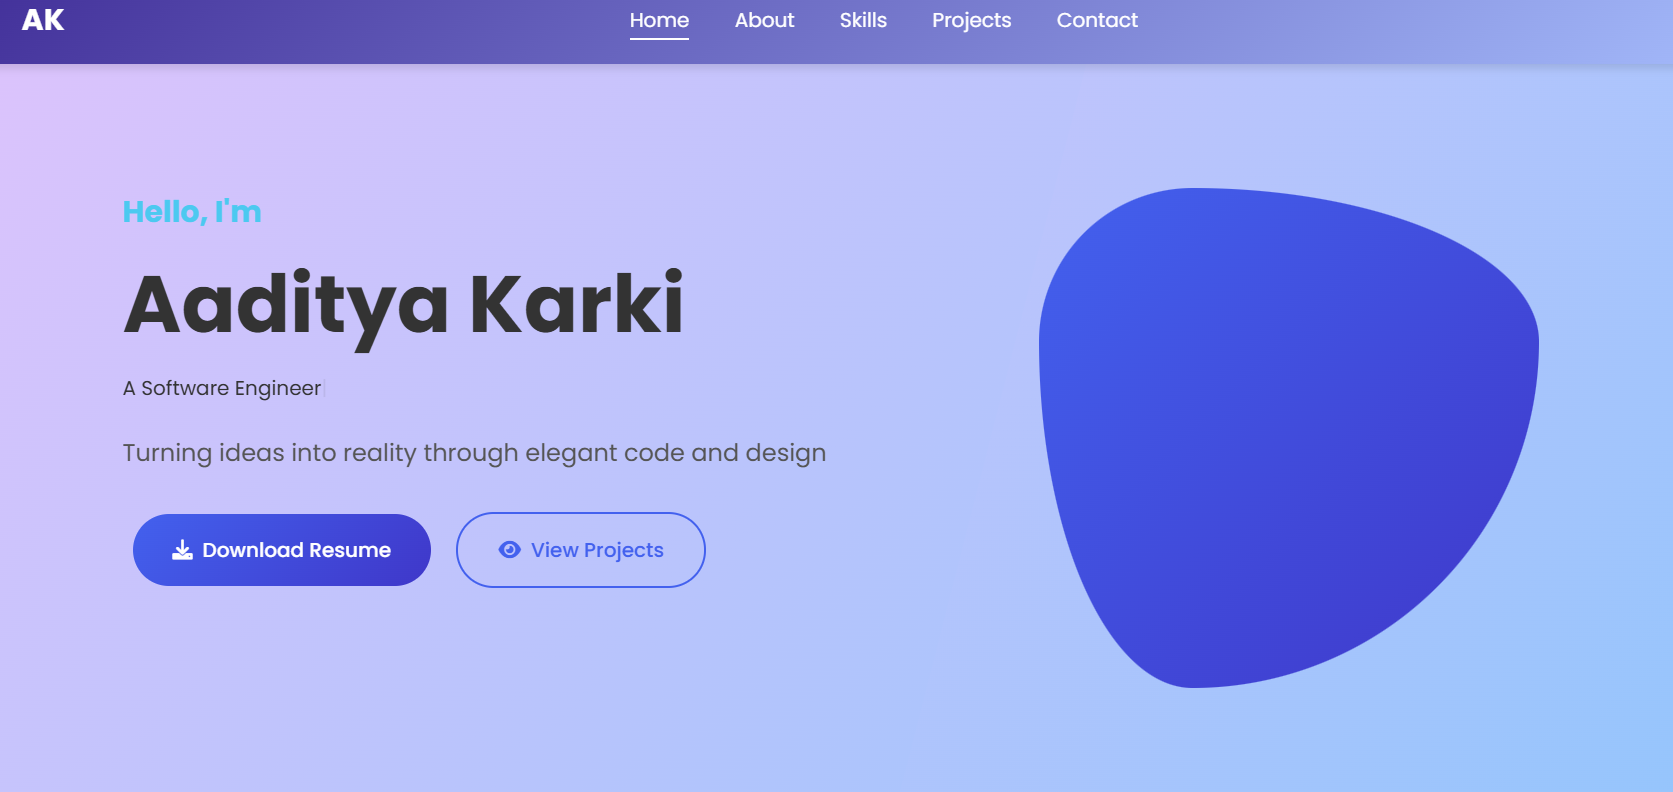 AK
Home About Skills Projects Contact
Hello, I'm
Aaditya Karki
A Software Engineer
Turning ideas into reality through elegant code and design
Download Resume
View Projects